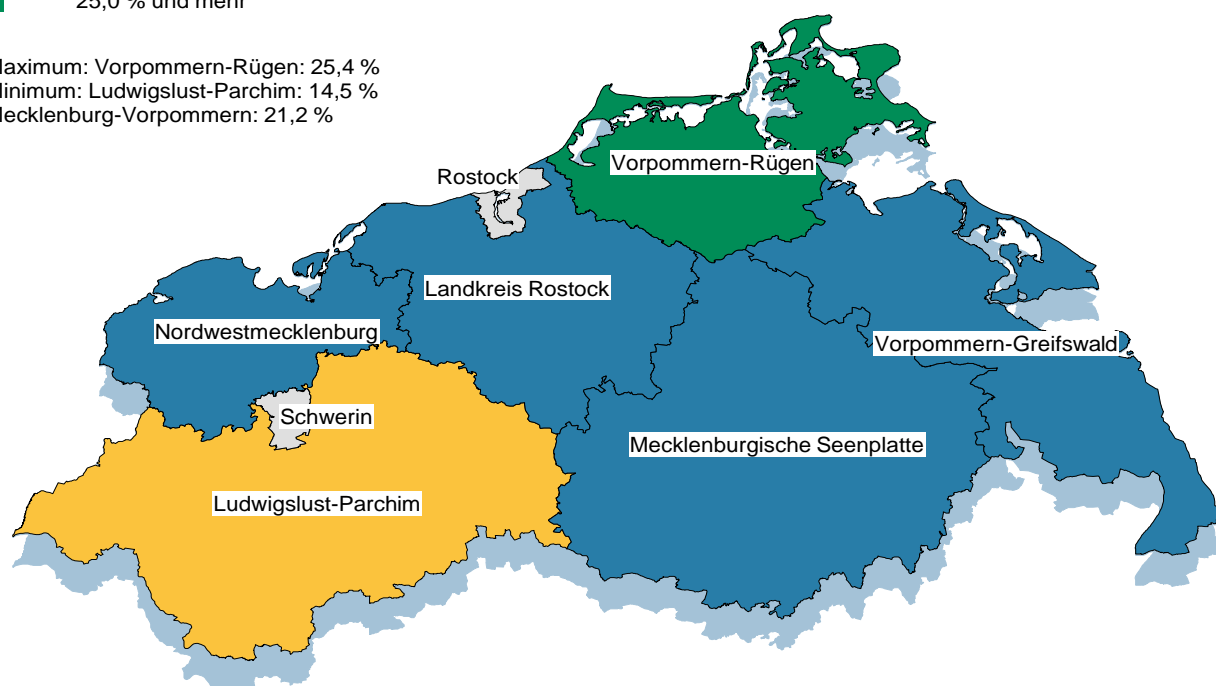 25,0 % und mehr
Maximum: Vorpommern-Rügen: 25,4 %
Minimum: Ludwigslust-Parchim: 14,5 %
Mecklenburg-Vorpommern: 21,2 %
Vorpommern-Rügen
Rostock
Landkreis Rostock
Nordwestmecklenburg
Vorpommern-Greifswald
Schwerin
Mecklenburgische Seenplatte
Ludwigslust-Parchim